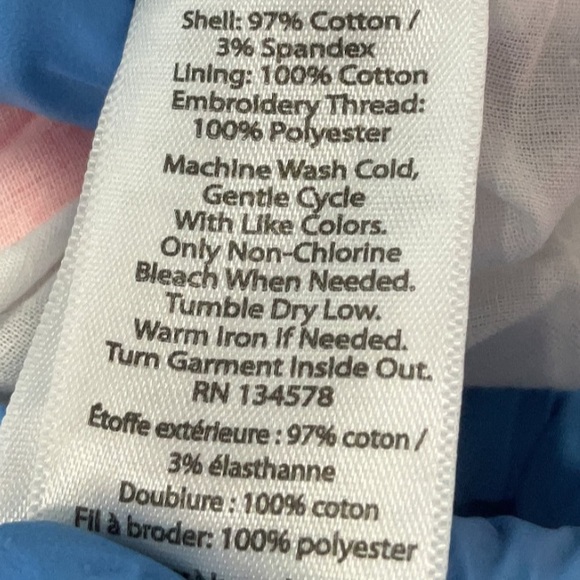 Shell: 97% Cotton /
3% Spandex
Lining: 100% Cotton
Embroidery Thread:
100% Polyester
Machine Wash Cold,
Gentle Cycle
With Like Colors.
Only Non-Chlorine
Bleach When Needed.
Tumble Dry Low.
Warm Iron If Needed.
Turn Garment Inside Out.
RN 134578
Étoffe extérieure : 97% coton /
3% élasthanne
Doublure : 100% coton
Fil à broder: 100% polyester